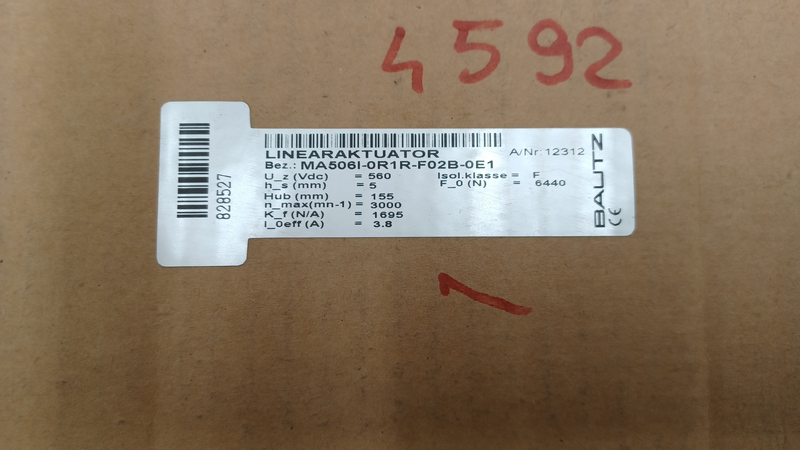 4592
LINEARAKTUATOR A/Nr: 12312
Bez.: MA506I-0R1R-F02B-0E1
U_z (Vdc) = 560 Isol.klasse = F
h_s (mm) = 5 F_0 (N) = 6440
Hub (mm) = 155
n_max(mn-1) = 3000
K_f (N/A) = 1695
I_0eff (A) = 3.8
828527
BAUTZ
CE
1